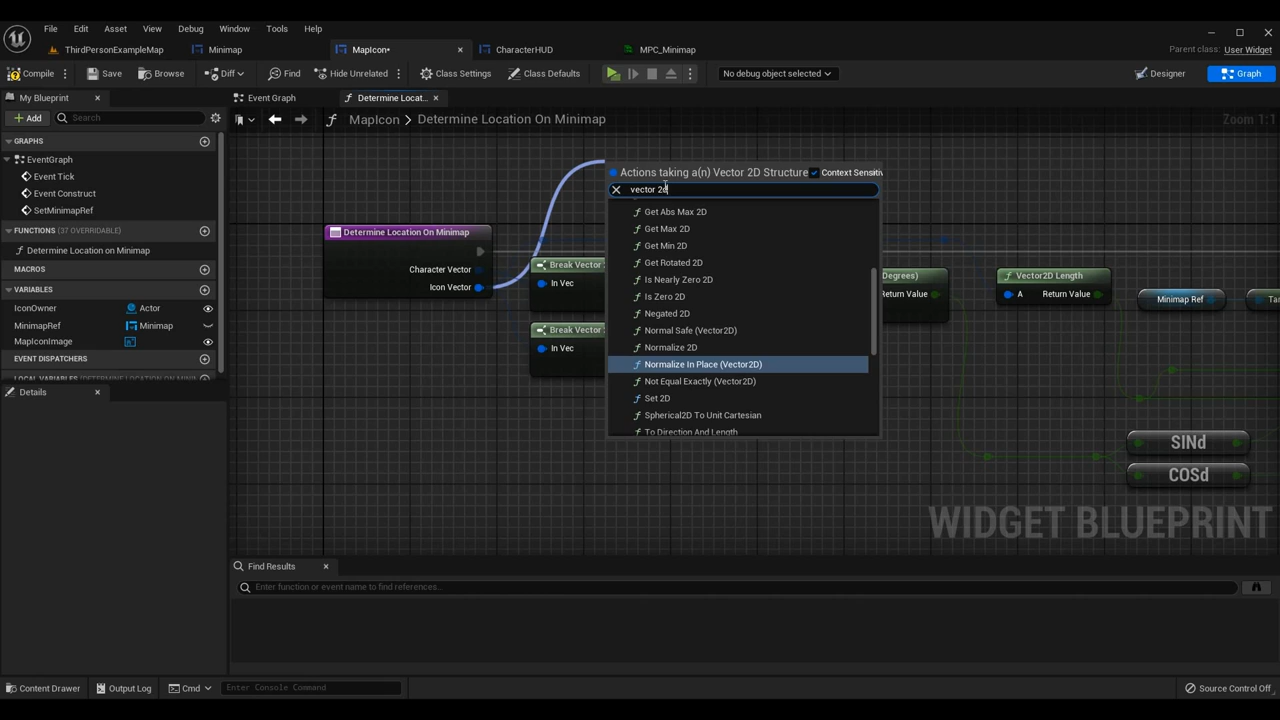 File Edit Asset View Debug Window Tools Help
ThirdPersonExampleMap Minimap MapIcon• CharacterHUD MPC_Minimap
Parent class: User Widget
Compile Save Browse Diff Find Hide Unrelated Class Settings Class Defaults No debug object selected Designer Graph
My Blueprint Event Graph Determine Locat...
Add Search
MapIcon Determine Location On Minimap Zoom 1:1
GRAPHS
EventGraph
Event Tick
Event Construct
SetMinimapRef
FUNCTIONS (37 OVERRIDABLE)
Determine Location on Minimap
MACROS
VARIABLES
IconOwner Actor
MinimapRef Minimap
MapIconImage
EVENT DISPATCHERS
Details
Determine Location On Minimap
Character Vector
Icon Vector
Break Vector
In Vec
Break Vector
In Vec
Actions taking a(n) Vector 2D Structure Context Sensitiv
vector 2d
Get Abs Max 2D
Get Max 2D
Get Min 2D
Get Rotated 2D
Is Nearly Zero 2D
Is Zero 2D
Negated 2D
Normal Safe (Vector2D)
Normalize 2D
Normalize In Place (Vector2D)
Not Equal Exactly (Vector2D)
Set 2D
Spherical2D To Unit Cartesian
To Direction And Length
Degrees)
Return Value
Vector2D Length
A Return Value
Minimap Ref
SINd
COSd
WIDGET BLUEPRINT
Find Results
Enter function or event name to find references...
Content Drawer Output Log Cmd Enter Console Command Source Control Off